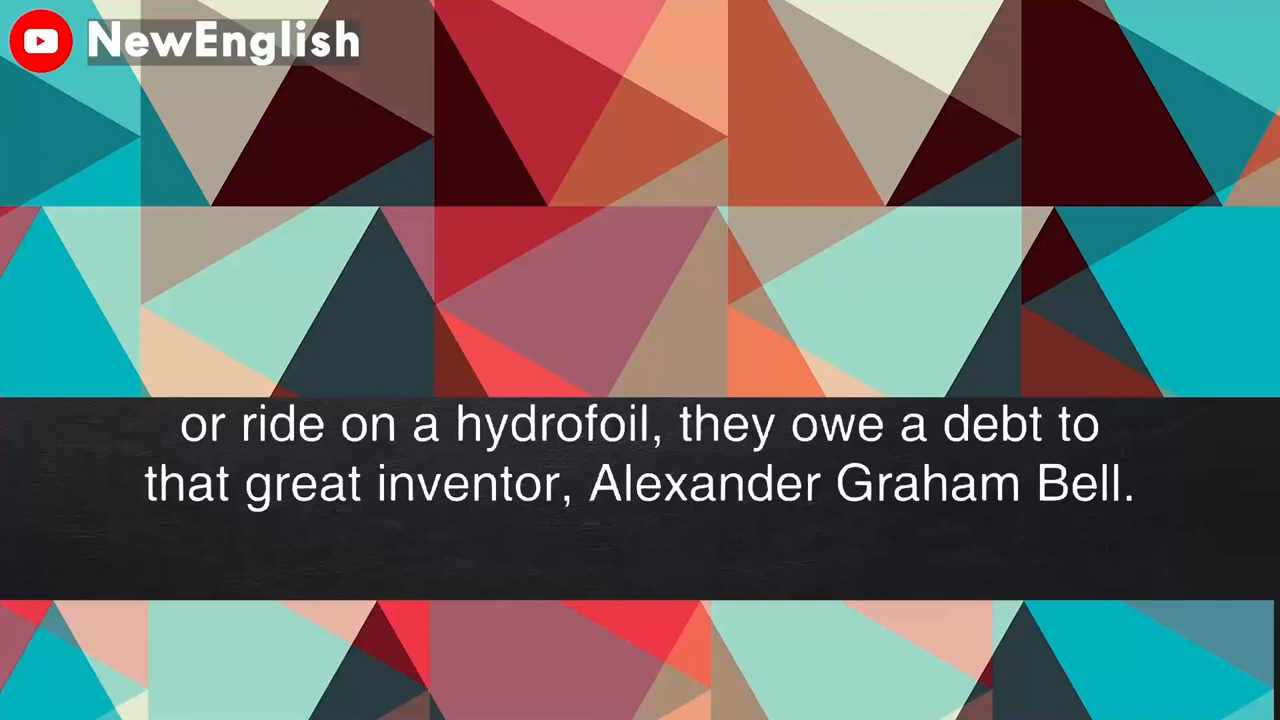 NewEnglish
or ride on a hydrofoil, they owe a debt to
that great inventor, Alexander Graham Bell.